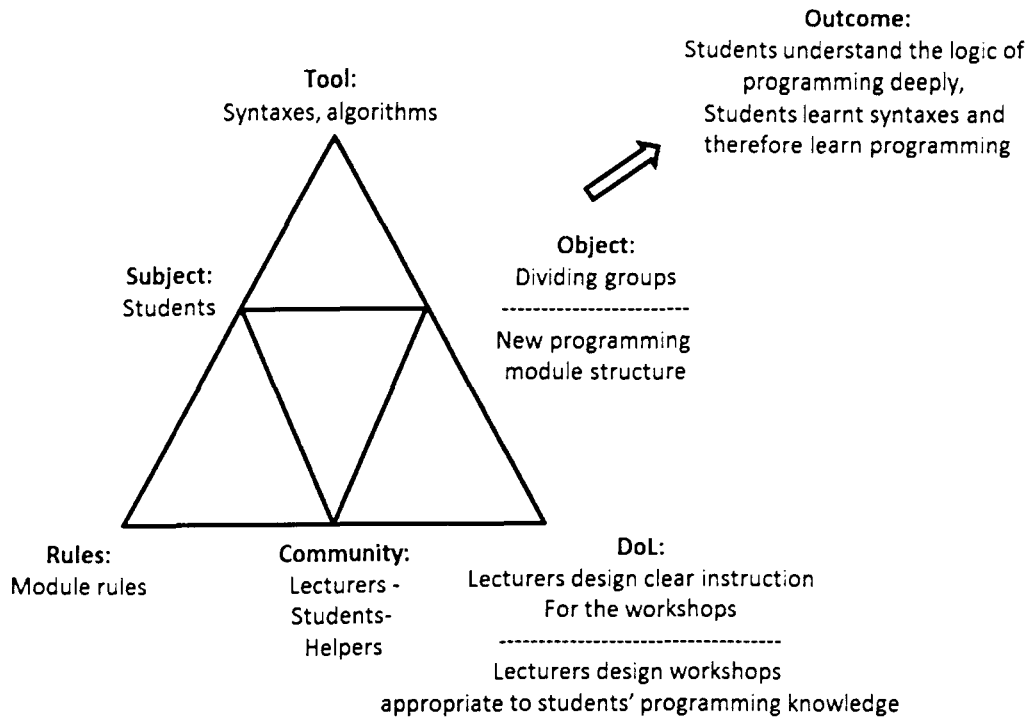 Outcome:
Students understand the logic of
programming deeply,
Students learnt syntaxes and
therefore learn programming
Tool:
Syntaxes, algorithms
Subject:
Students
Object:
Dividing groups
New programming
module structure
Rules:
Module rules
Community:
Lecturers -
Students-
Helpers
DoL:
Lecturers design clear instruction
For the workshops
Lecturers design workshops
appropriate to students' programming knowledge